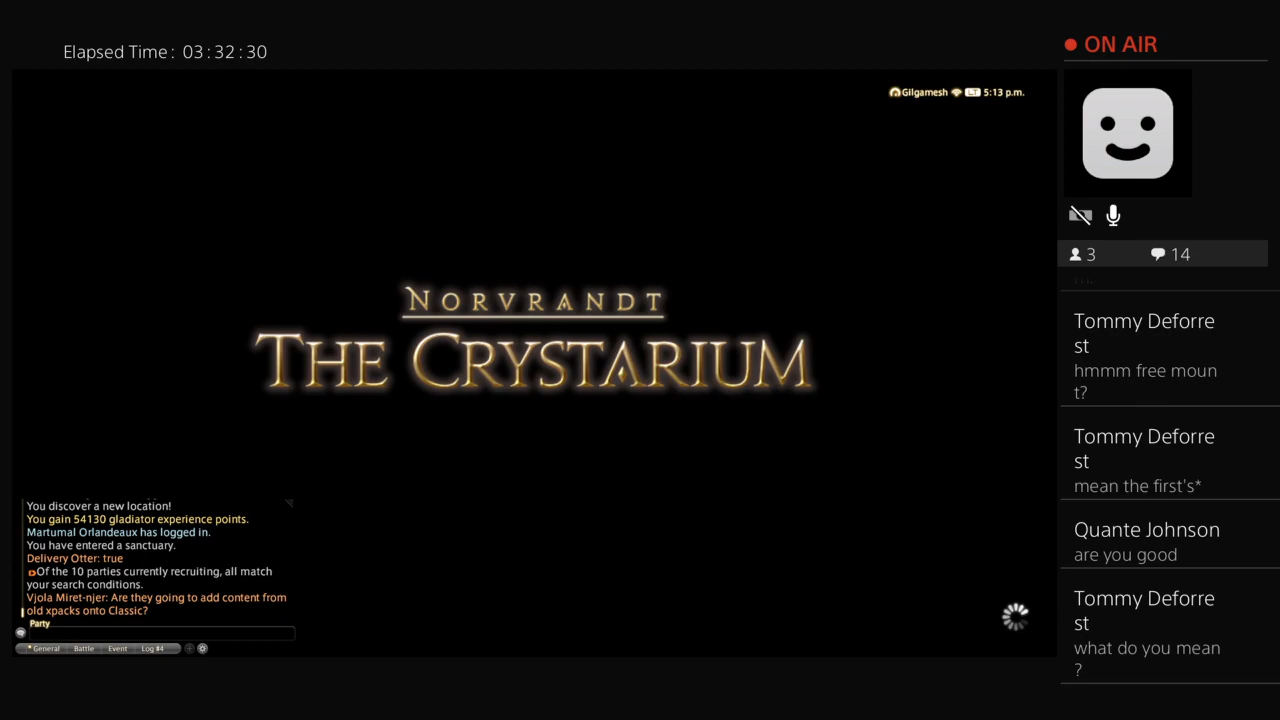 Elapsed Time: 03:32:30
ON AIR
Gilgamesh LT 5:13 p.m.
3 14
NORVRANDT
THE CRYSTARIUM
Tommy Deforre
st
hmmm free moun
t?
Tommy Deforre
st
mean the first's*
Quante Johnson
are you good
Tommy Deforre
st
what do you mean
?
You discover a new location!
You gain 54130 gladiator experience points.
Martumal Orlandeaux has logged in.
You have entered a sanctuary.
Delivery Otter: true
Of the 10 parties currently recruiting, all match
your search conditions.
Vjola Miret-njer: Are they going to add content from
old xpacks onto Classic?
Party
General Battle Event Log #4